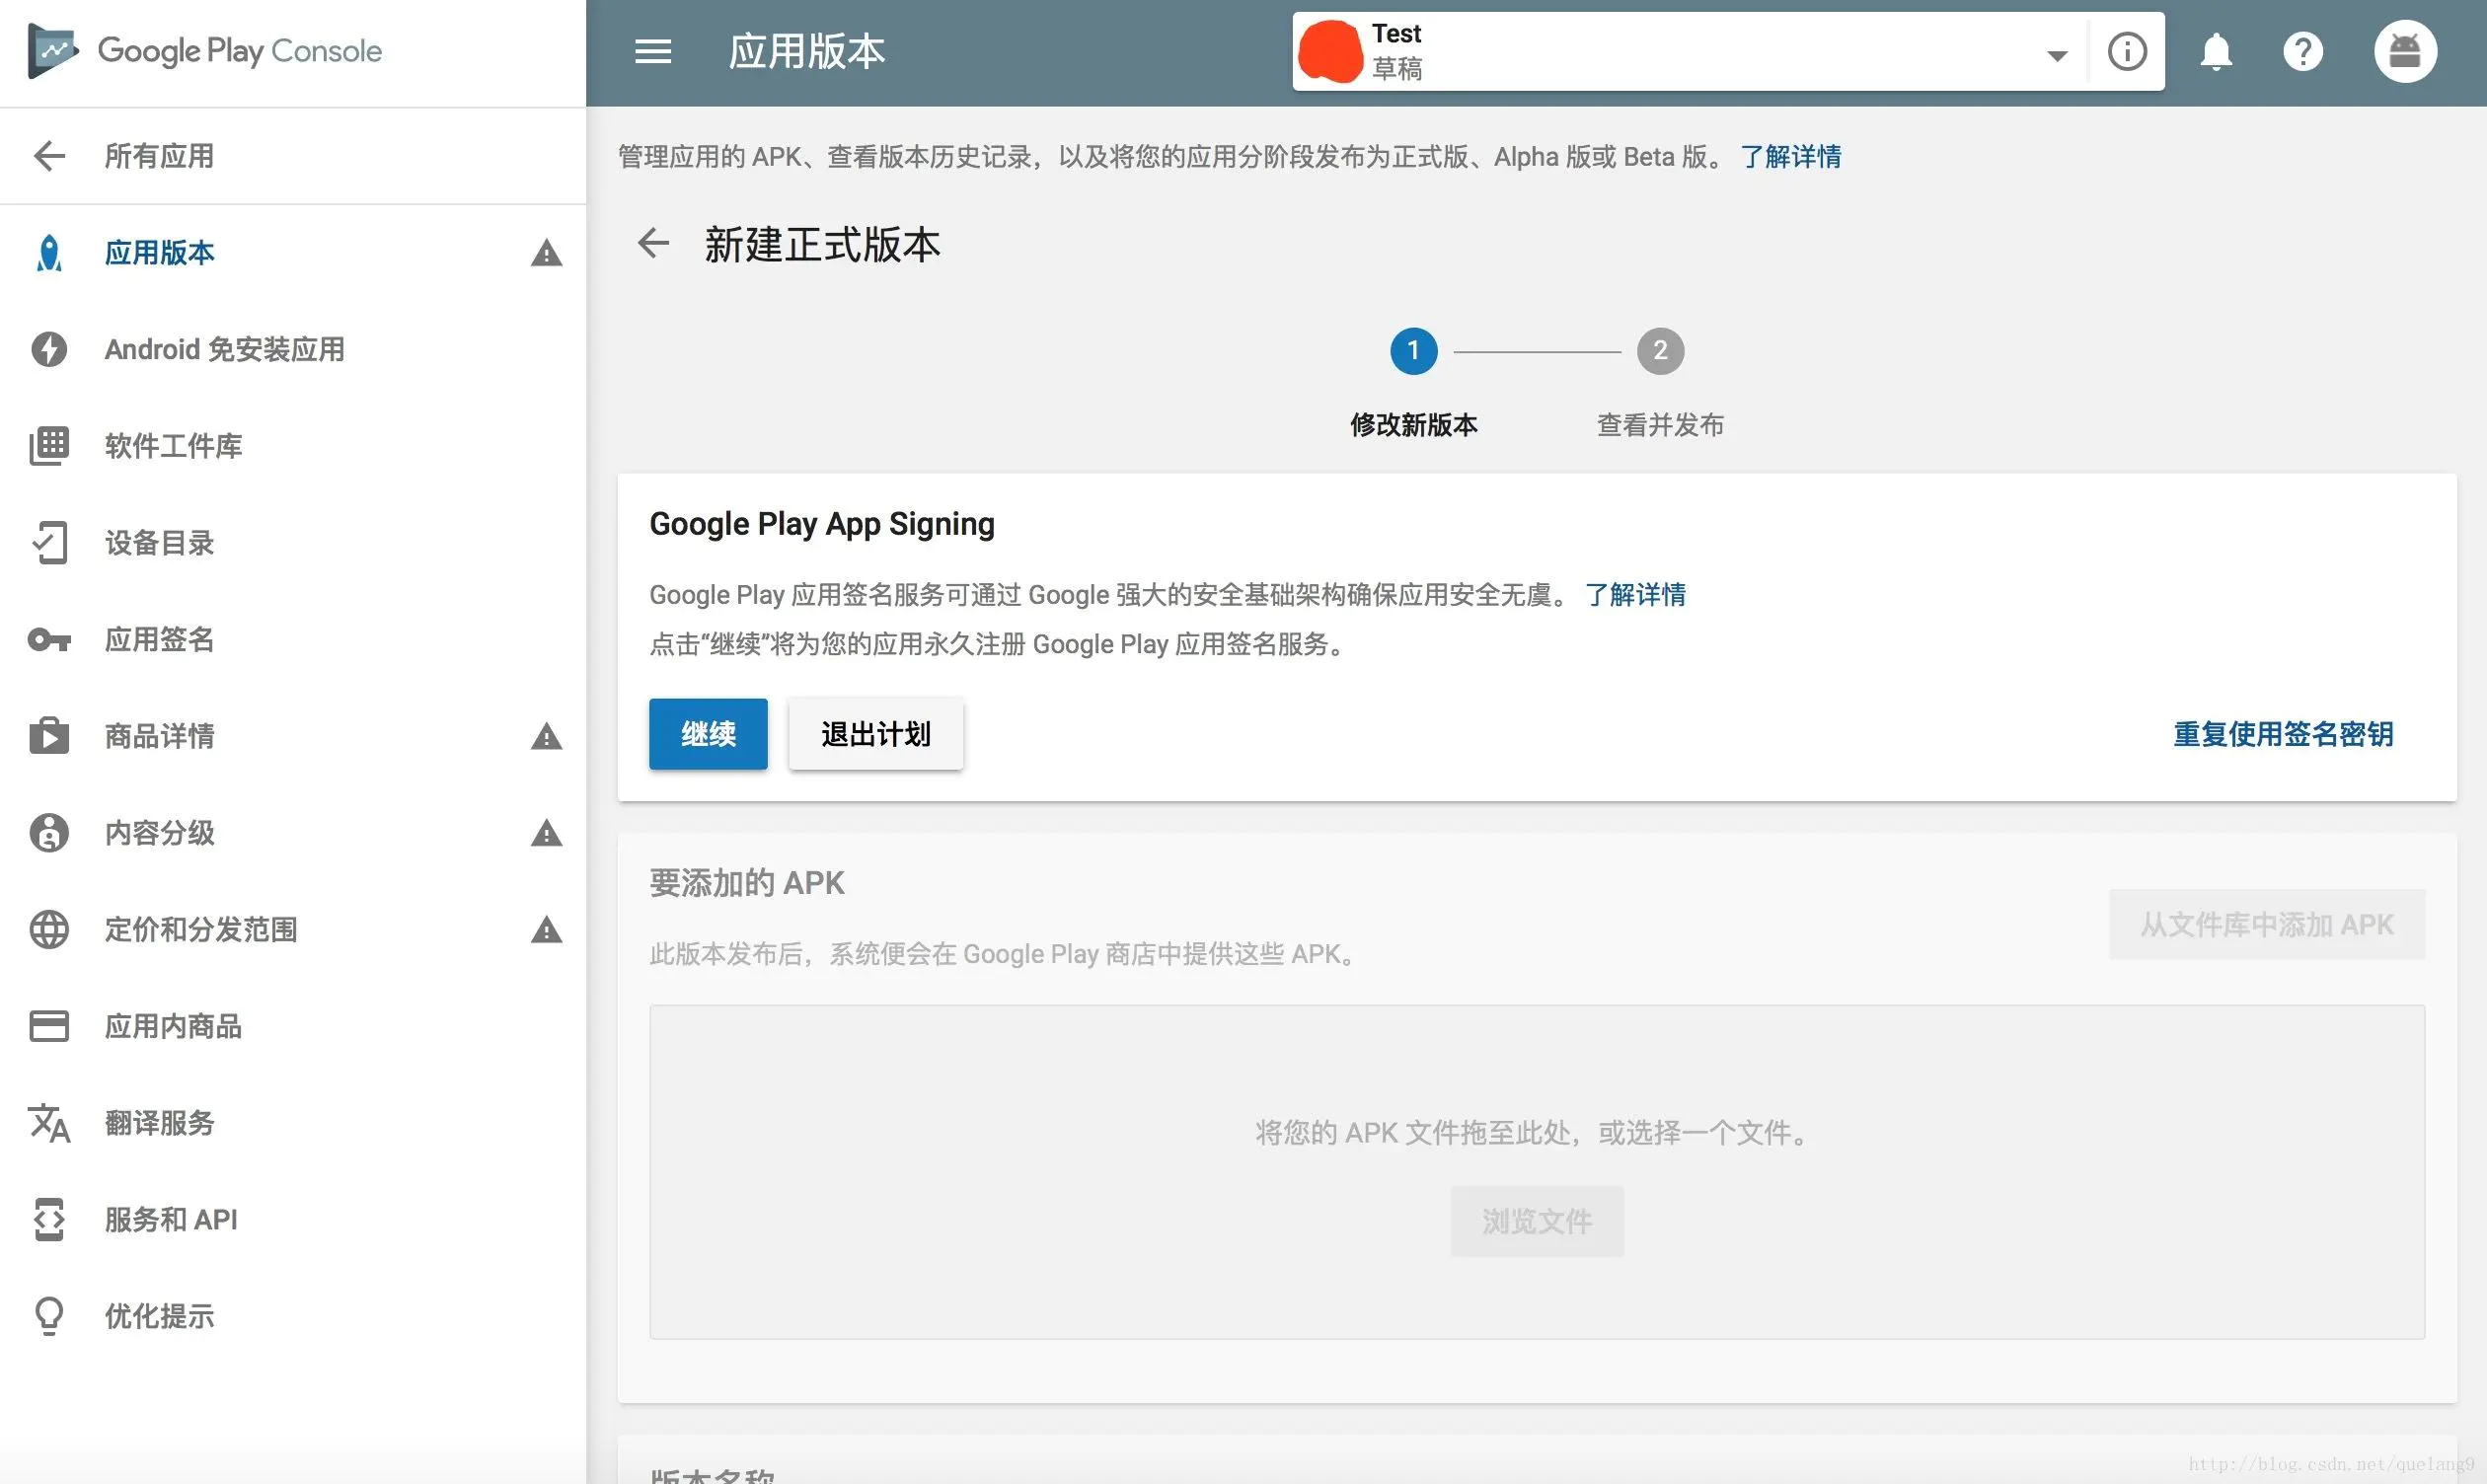 Google Play Console
所有应用
应用版本
Android 免安装应用
软件工件库
设备目录
应用签名
商品详情
内容分级
定价和分发范围
应用内商品
翻译服务
服务和 API
优化提示
应用版本
Test
草稿
管理应用的 APK、查看版本历史记录，以及将您的应用分阶段发布为正式版、Alpha 版或 Beta 版。 了解详情
新建正式版本
1
2
修改新版本
查看并发布
Google Play App Signing
Google Play 应用签名服务可通过 Google 强大的安全基础架构确保应用安全无虞。 了解详情
点击“继续”将为您的应用永久注册 Google Play 应用签名服务。
继续
退出计划
重复使用签名密钥
要添加的 APK
从文件库中添加 APK
此版本发布后，系统便会在 Google Play 商店中提供这些 APK。
将您的 APK 文件拖至此处，或选择一个文件。
浏览文件
版本名称
http://blog.csdn.net/quelang9